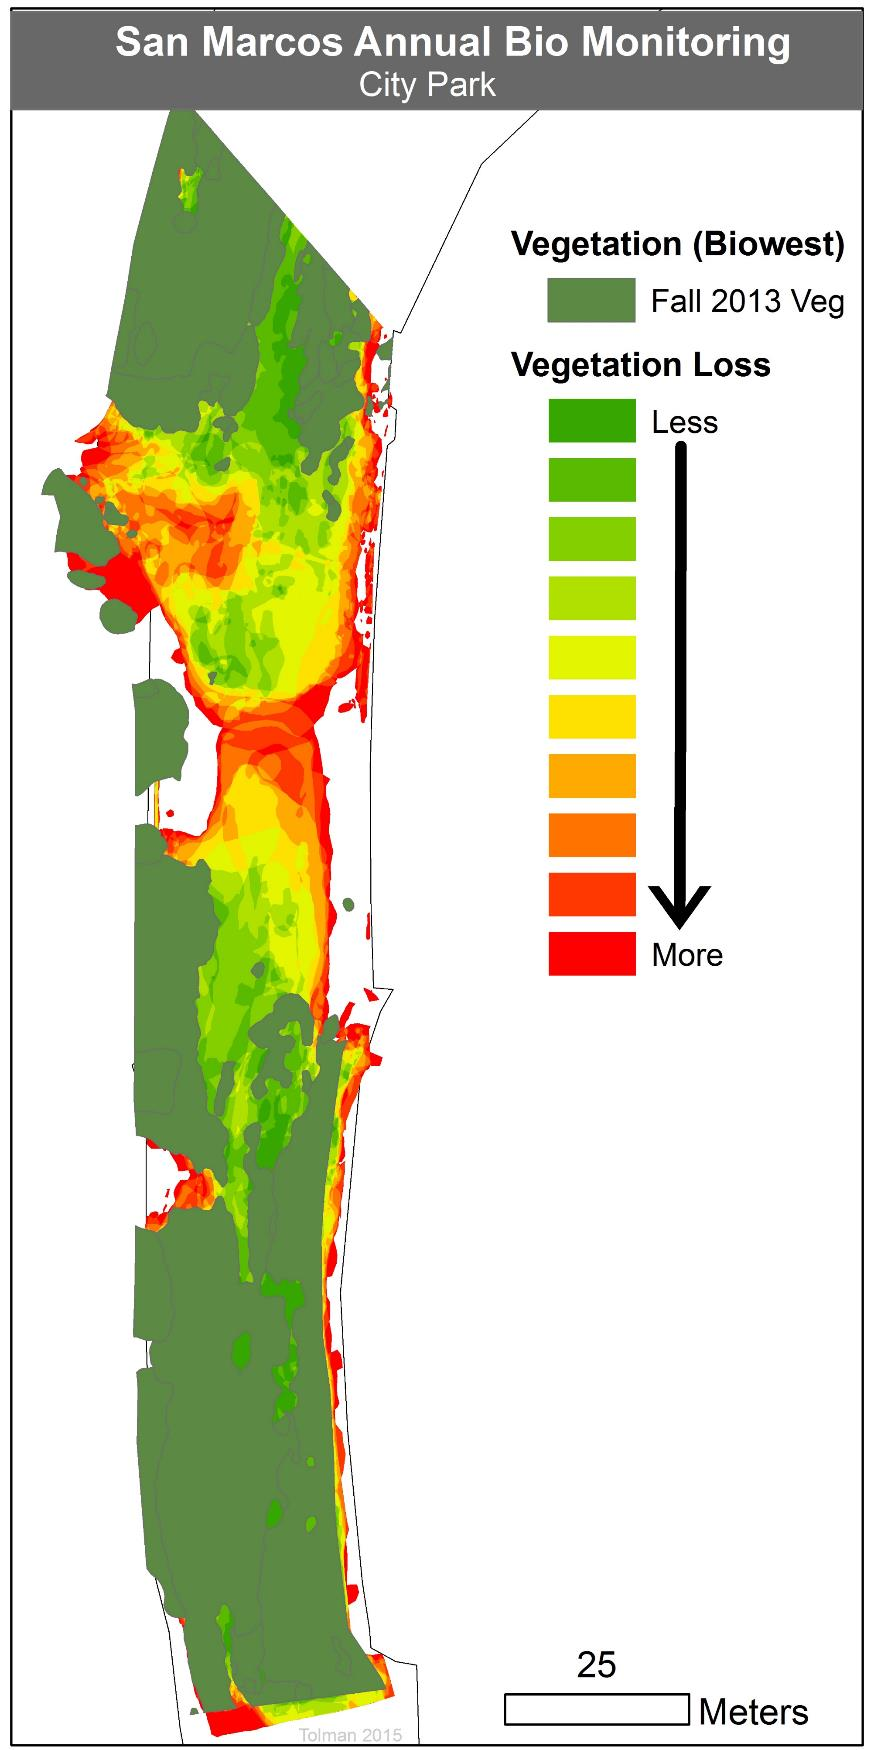 San Marcos Annual Bio Monitoring
City Park
Vegetation (Biowest)
Fall 2013 Veg
Vegetation Loss
Less
More
25
Meters
Tolman 2015